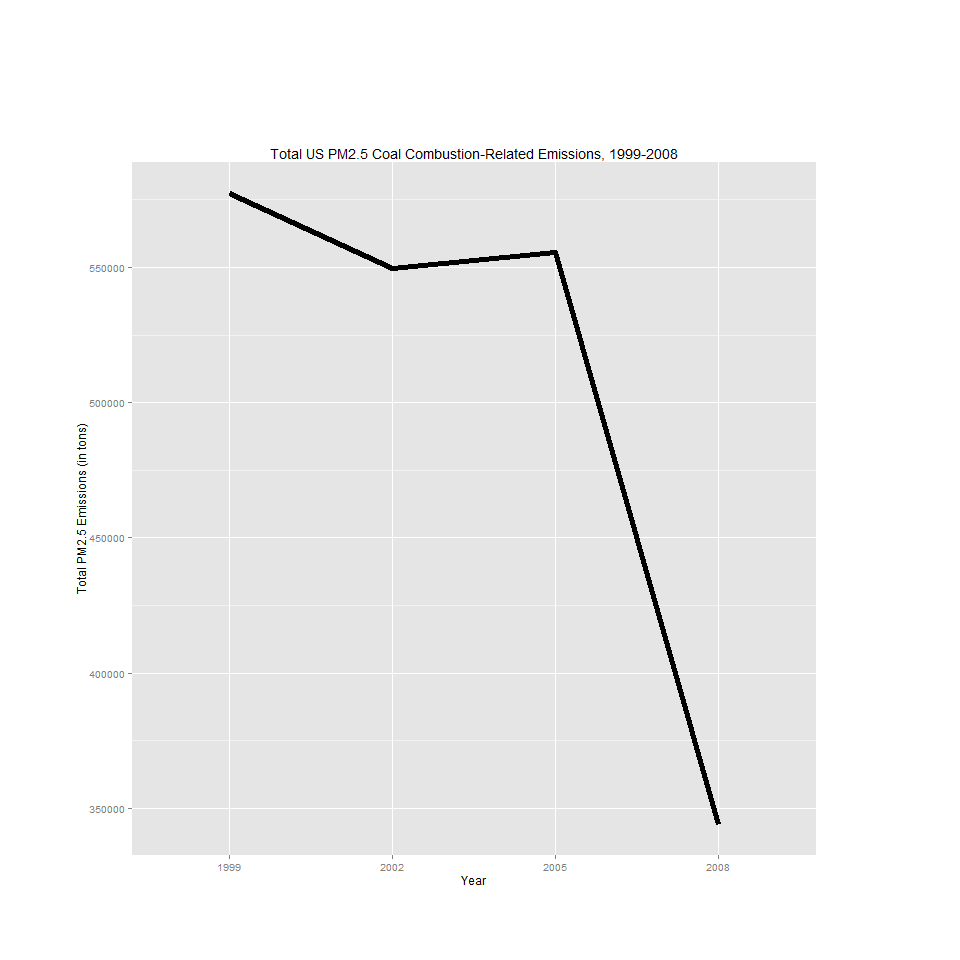 Total US PM2.5 Coal Combustion-Related Emissions, 1999-2008
Total PM2.5 Emissions (in tons)
550000
500000
450000
400000
350000
1999 2002 2005 2008
Year